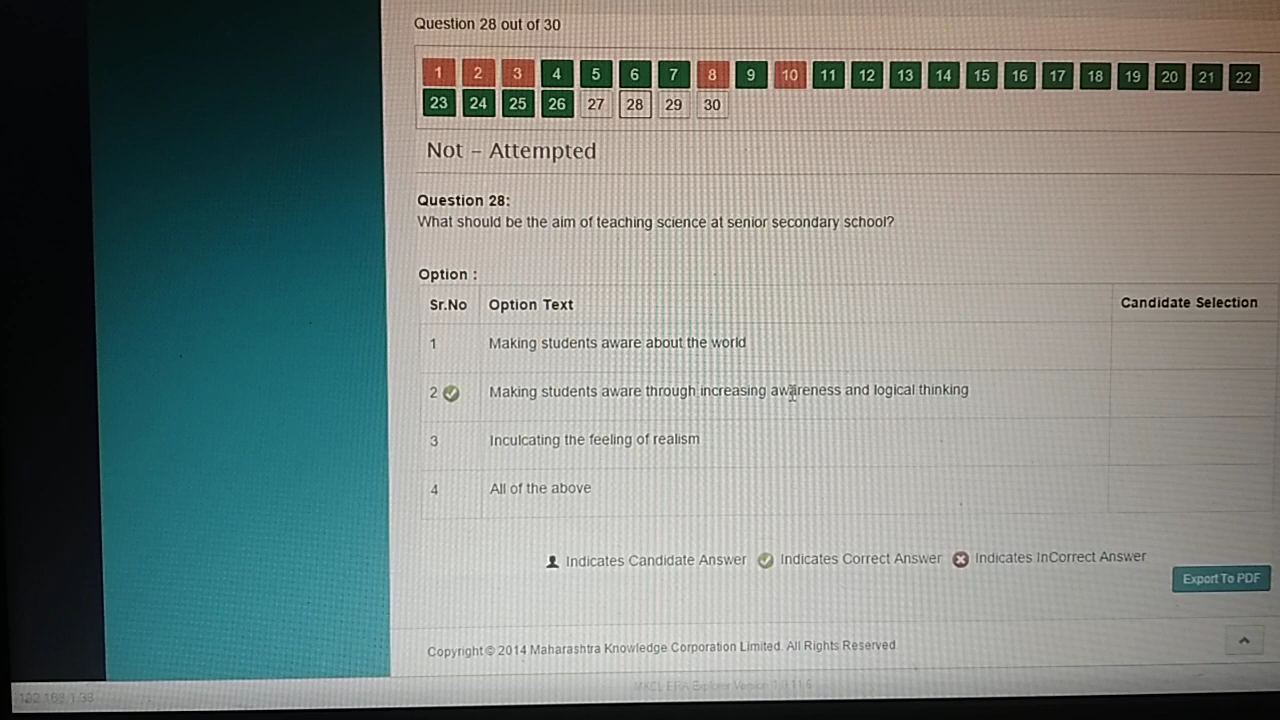 Question 28 out of 30
1 2 3 4 5 6 7 8 9 10 11 12 13 14 15 16 17 18 19 20 21 22
23 24 25 26 27 28 29 30
Not – Attempted
Question 28:
What should be the aim of teaching science at senior secondary school?
Option :
Sr.No Option Text Candidate Selection
1 Making students aware about the world
2 Making students aware through increasing awareness and logical thinking
3 Inculcating the feeling of realism
4 All of the above
Indicates Candidate Answer Indicates Correct Answer Indicates InCorrect Answer
Export To PDF
Copyright © 2014 Maharashtra Knowledge Corporation Limited. All Rights Reserved
MKCL ERA Explorer Version